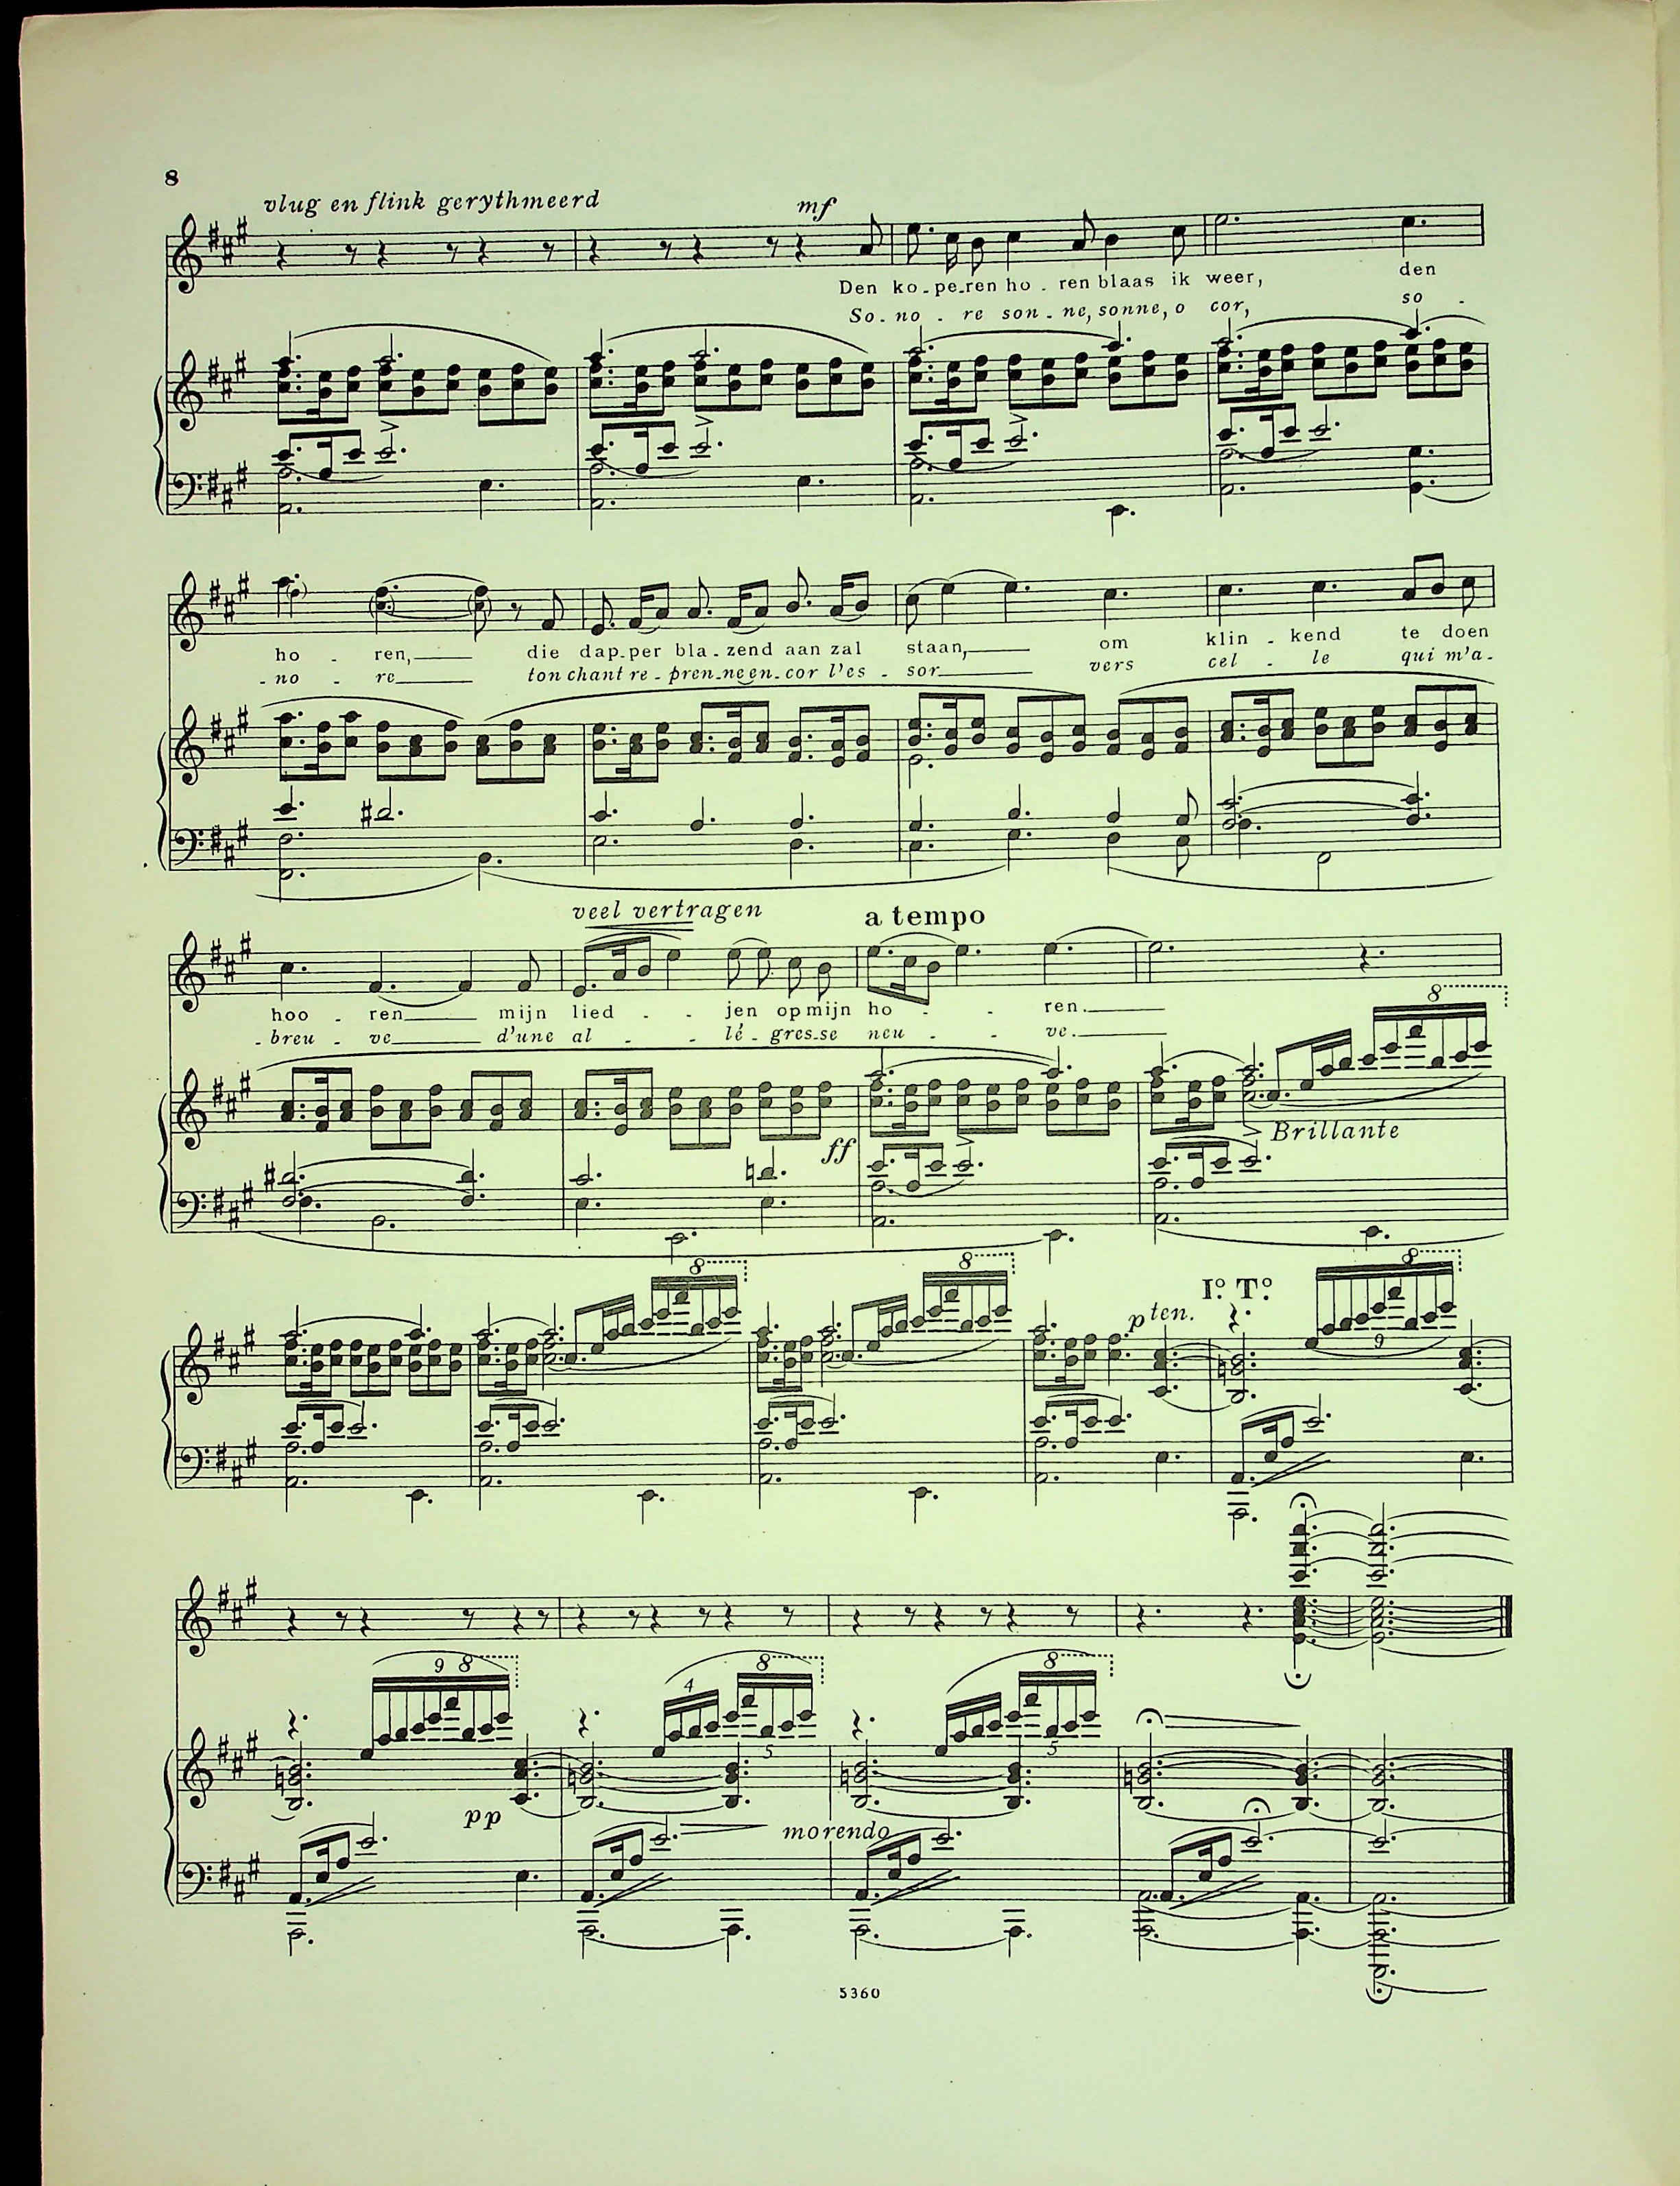 8
vlug en flink gerythmeerd
mf
Den ko-pe-ren ho - ren blaas ik weer, den
So - no - re son - ne, sonne, o cor, so -
ho - ren, die dap-per bla-zend aan zal staan, om klin - kend te doen
- no - re ton chant re-pren-ne en-cor l'es - sor vers cel - le qui m'a-
veel vertragen
a tempo
hoo - ren mijn lied - - jen op mijn ho - - ren.
- breu - ve d'une al - - lé-gres-se neu - - ve.
8
ff
Brillante
8
8
8
I.º T.º
p ten.
9
9 8
8
8
4
5
5
pp
morendo
5360